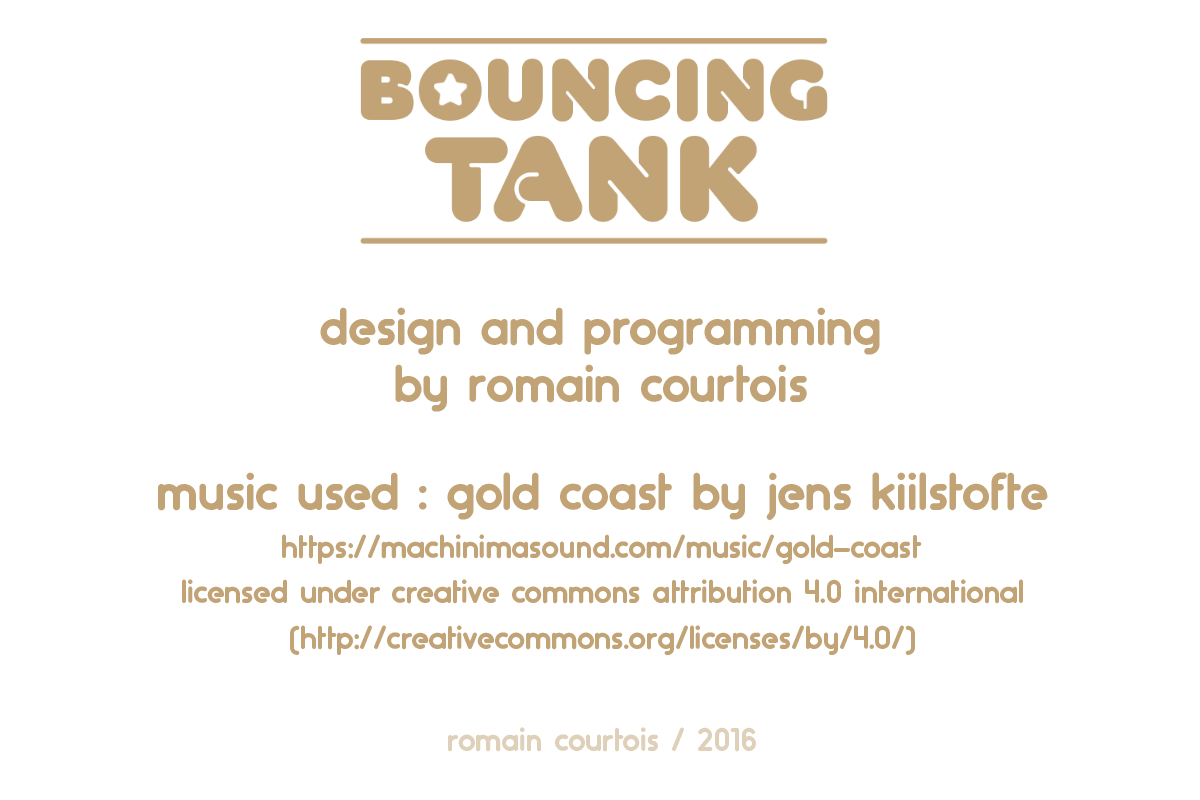 BOUNCING
TANK
design and programming
by romain courtois
music used : gold coast by jens kiilstofte
https://machinimasound.com/music/gold-coast
licensed under creative commons attribution 4.0 international
(http://creativecommons.org/licenses/by/4.0/)
romain courtois / 2016